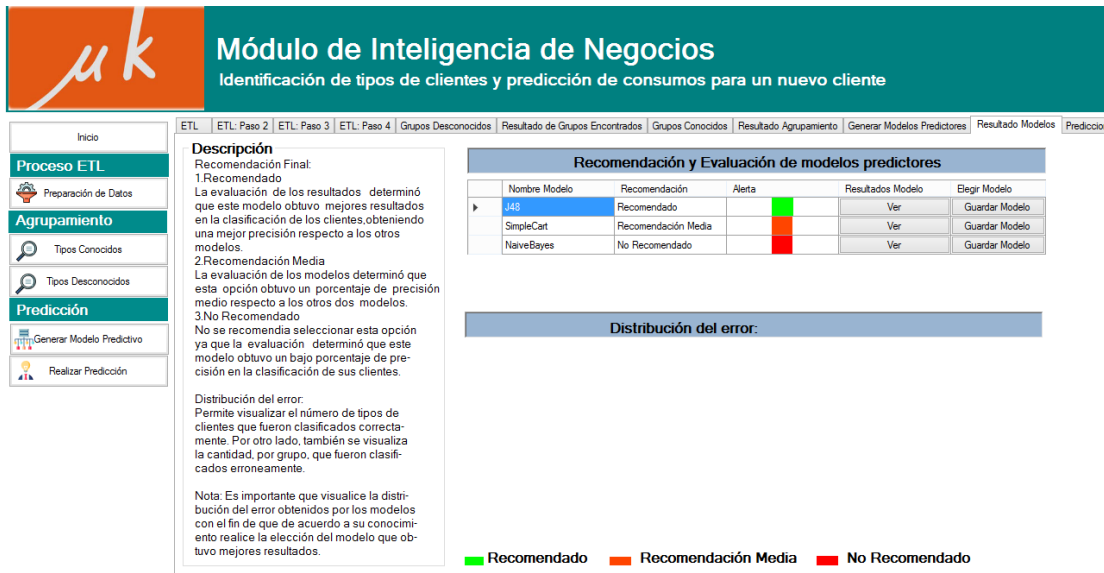 μk
Módulo de Inteligencia de Negocios
Identificación de tipos de clientes y predicción de consumos para un nuevo cliente
Inicio
Proceso ETL
Preparación de Datos
Agrupamiento
Tipos Conocidos
Tipos Desconocidos
Predicción
Generar Modelo Predictivo
Realizar Predicción
ETL ETL: Paso 2 ETL: Paso 3 ETL: Paso 4 Grupos Desconocidos Resultado de Grupos Encontrados Grupos Conocidos Resultado Agrupamiento Generar Modelos Predictores Resultado Modelos Prediccio
Descripción
Recomendación Final:
1.Recomendado
La evaluación de los resultados determinó
que este modelo obtuvo mejores resultados
en la clasificación de los clientes,obteniendo
una mejor precisión respecto a los otros
modelos.
2.Recomendación Media
La evaluación de los modelos determinó que
esta opción obtuvo un porcentaje de precisión
medio respecto a los otros dos modelos.
3.No Recomendado
No se recomendia seleccionar esta opción
ya que la evaluación determinó que este
modelo obtuvo un bajo porcentaje de pre-
cisión en la clasificación de sus clientes.
Distribución del error:
Permite visualizar el número de tipos de
clientes que fueron clasificados correcta-
mente. Por otro lado, también se visualiza
la cantidad, por grupo, que fueron clasifi-
cados erroneamente.
Nota: Es importante que visualice la distri-
bución del error obtenidos por los modelos
con el fin de que de acuerdo a su conocimi-
ento realice la elección del modelo que ob-
tuvo mejores resultados.
Recomendación y Evaluación de modelos predictores
Nombre Modelo Recomendación Alerta Resultados Modelo Elegir Modelo
J48 Recomendado Ver Guardar Modelo
SimpleCart Recomendación Media Ver Guardar Modelo
NaiveBayes No Recomendado Ver Guardar Modelo
Distribución del error:
Recomendado Recomendación Media No Recomendado